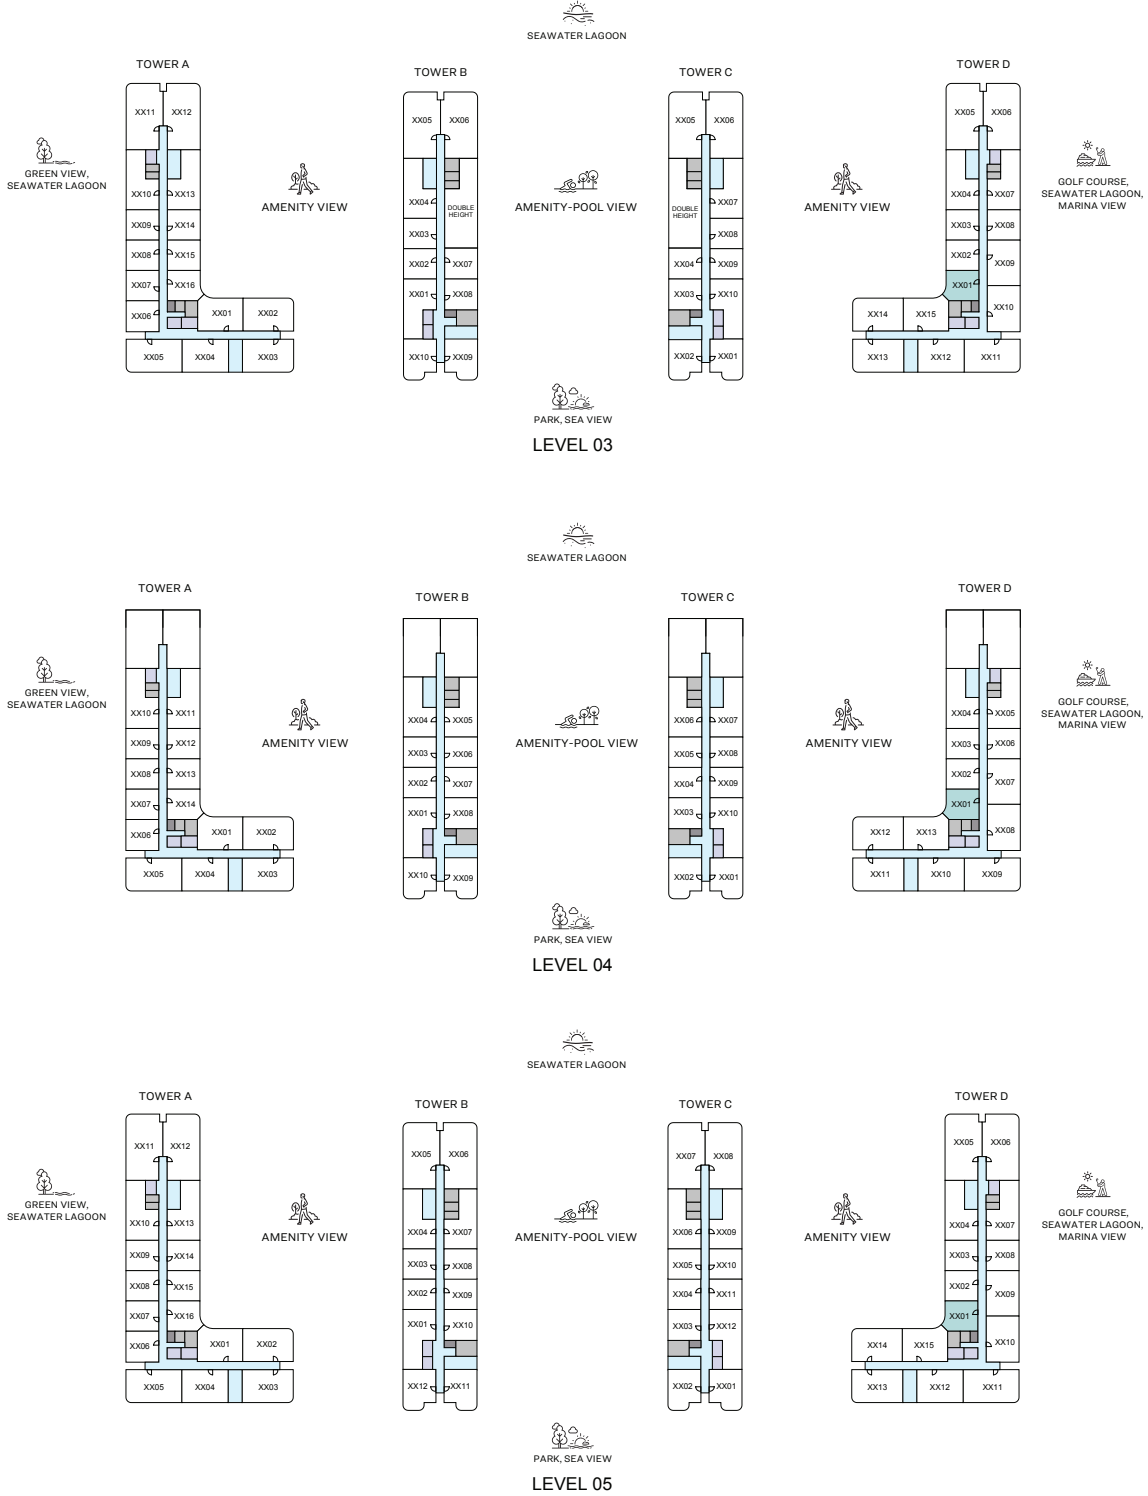 SEAWATER LAGOON
TOWER A
TOWER B
TOWER C
TOWER D
XX11 XX12
XX05 XX06
XX05 XX06
XX05 XX06
GREEN VIEW,
SEAWATER LAGOON
AMENITY VIEW
AMENITY-POOL VIEW
AMENITY VIEW
GOLF COURSE,
SEAWATER LAGOON,
MARINA VIEW
XX10 XX13
XX09 XX14
XX08 XX15
XX07 XX16
XX06 XX01 XX02
XX05 XX04 XX03
XX04 DOUBLE
HEIGHT
XX03
XX02 XX07
XX01 XX08
XX10 XX09
DOUBLE
HEIGHT
XX07
XX08
XX04 XX09
XX03 XX10
XX02 XX01
XX04 XX07
XX03 XX08
XX02 XX09
XX01
XX10
XX14 XX15
XX13 XX12 XX11
PARK, SEA VIEW
LEVEL 03
SEAWATER LAGOON
TOWER A
TOWER B
TOWER C
TOWER D
GREEN VIEW,
SEAWATER LAGOON
AMENITY VIEW
AMENITY-POOL VIEW
AMENITY VIEW
GOLF COURSE,
SEAWATER LAGOON,
MARINA VIEW
XX10 XX11
XX09 XX12
XX08 XX13
XX07 XX14
XX06 XX01 XX02
XX05 XX04 XX03
XX04 XX05
XX03 XX06
XX02 XX07
XX01 XX08
XX10 XX09
XX06 XX07
XX05 XX08
XX04 XX09
XX03 XX10
XX02 XX01
XX04 XX05
XX03 XX06
XX02 XX07
XX01
XX08
XX12 XX13
XX11 XX10 XX09
PARK, SEA VIEW
LEVEL 04
SEAWATER LAGOON
TOWER A
TOWER B
TOWER C
TOWER D
XX11 XX12
XX05 XX06
XX07 XX08
XX05 XX06
GREEN VIEW,
SEAWATER LAGOON
AMENITY VIEW
AMENITY-POOL VIEW
AMENITY VIEW
GOLF COURSE,
SEAWATER LAGOON,
MARINA VIEW
XX10 XX13
XX09 XX14
XX08 XX15
XX07 XX16
XX06 XX01 XX02
XX05 XX04 XX03
XX04 XX07
XX03 XX08
XX02 XX09
XX01 XX10
XX12 XX11
XX06 XX09
XX05 XX10
XX04 XX11
XX03 XX12
XX02 XX01
XX04 XX07
XX03 XX08
XX02 XX09
XX01
XX10
XX14 XX15
XX13 XX12 XX11
PARK, SEA VIEW
LEVEL 05